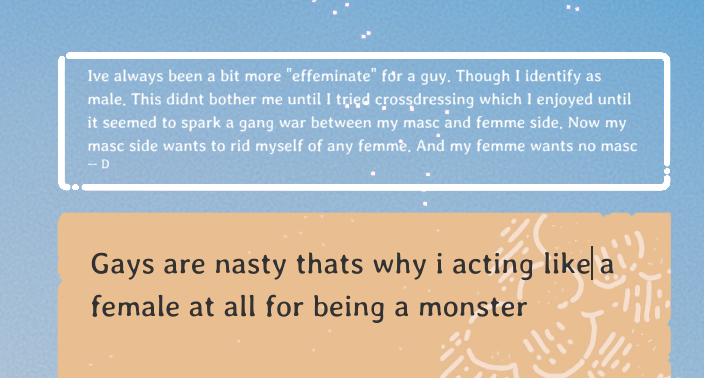 Ive always been a bit more "effeminate" for a guy. Though I identify as
male. This didnt bother me until I tried crossdressing which I enjoyed until
it seemed to spark a gang war between my masc and femme side. Now my
masc side wants to rid myself of any femme. And my femme wants no masc
— D
Gays are nasty thats why i acting like a
female at all for being a monster